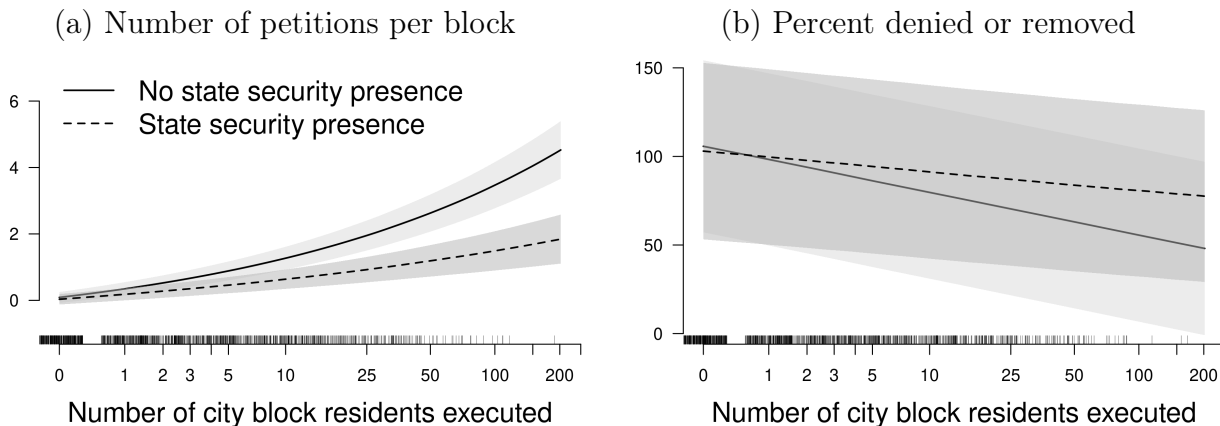 (a) Number of petitions per block
No state security presence
State security presence
6
4
2
0
0 1 2 3 5 10 25 50 100 200
Number of city block residents executed
(b) Percent denied or removed
150
100
50
0
0 1 2 3 5 10 25 50 100 200
Number of city block residents executed